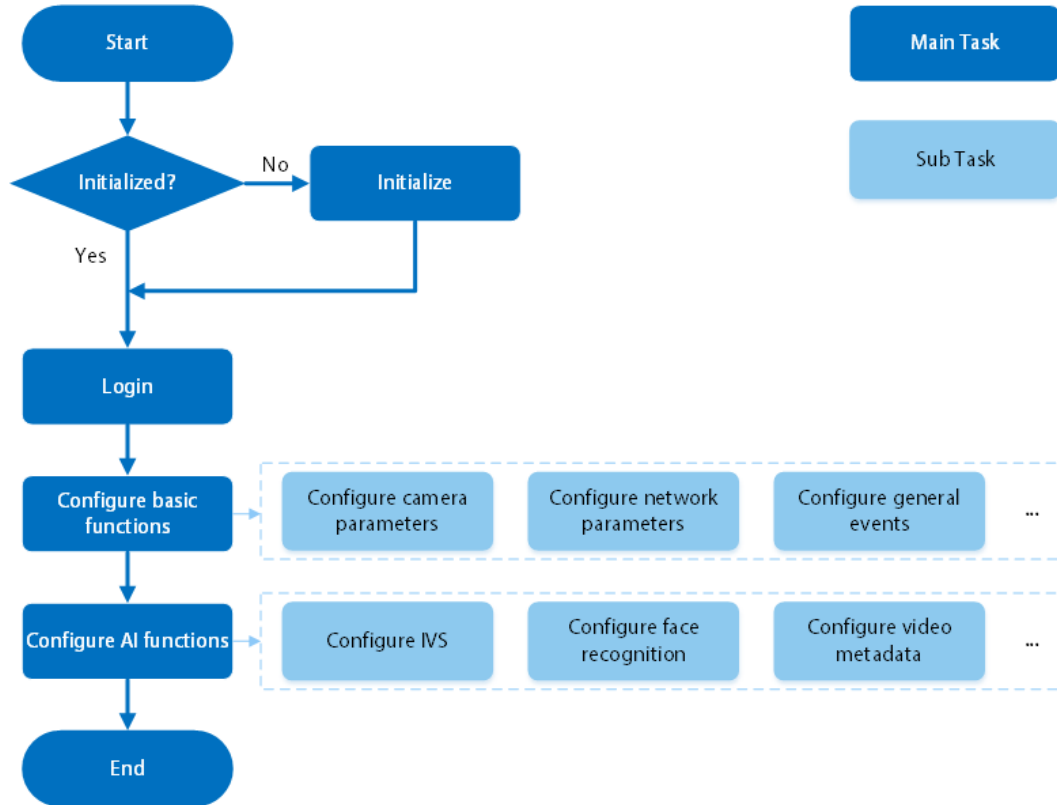 Start
Main Task
Sub Task
Initialized?
No
Initialize
Yes
Login
Configure basic
functions
Configure camera
parameters
Configure network
parameters
Configure general
events
...
Configure AI functions
Configure IVS
Configure face
recognition
Configure video
metadata
...
End